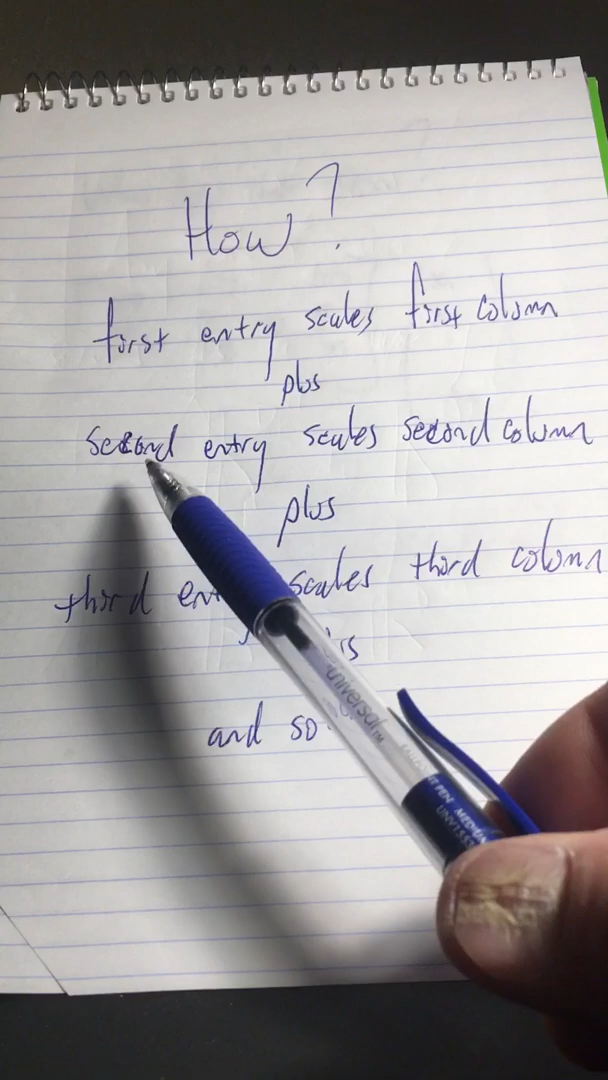 How?
first entry scales first column
plus
second entry scales second column
plus
third scales third column
and so
universal™